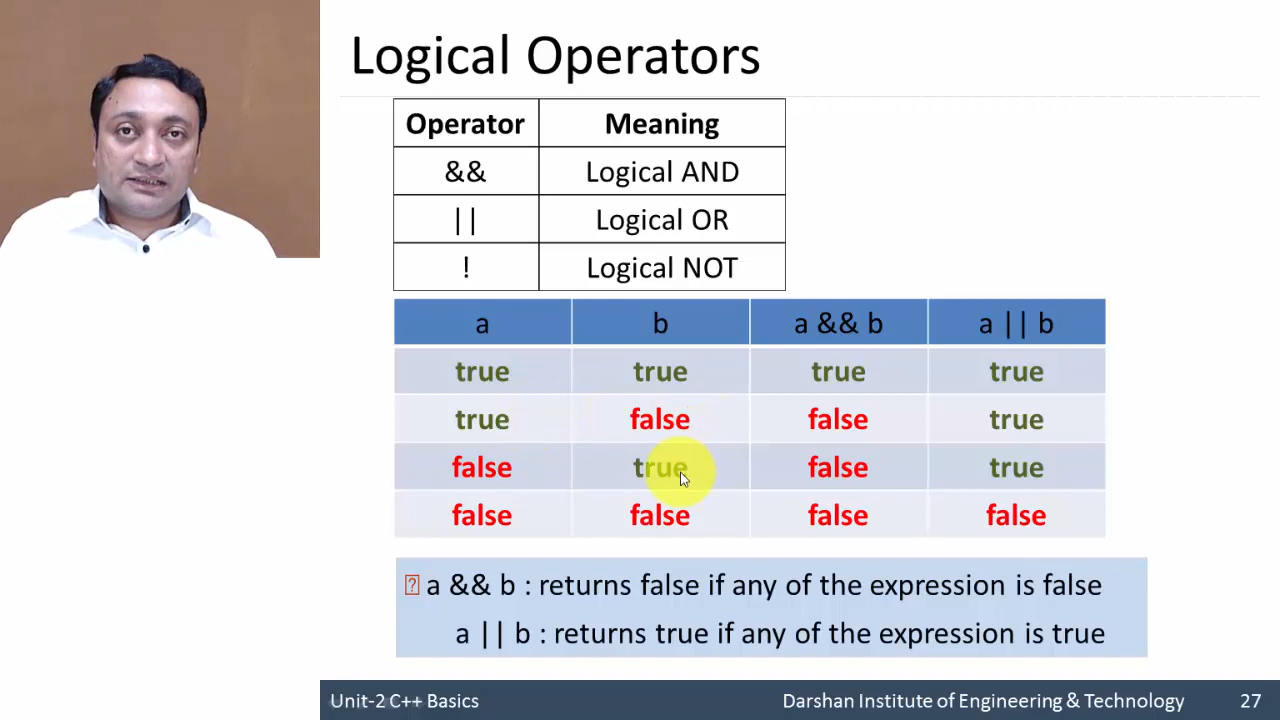 Logical Operators
Operator Meaning
&& Logical AND
|| Logical OR
! Logical NOT
a b a && b a || b
true true true true
true false false true
false true false true
false false false false
a && b : returns false if any of the expression is false
a || b : returns true if any of the expression is true
Unit-2 C++ Basics Darshan Institute of Engineering & Technology 27